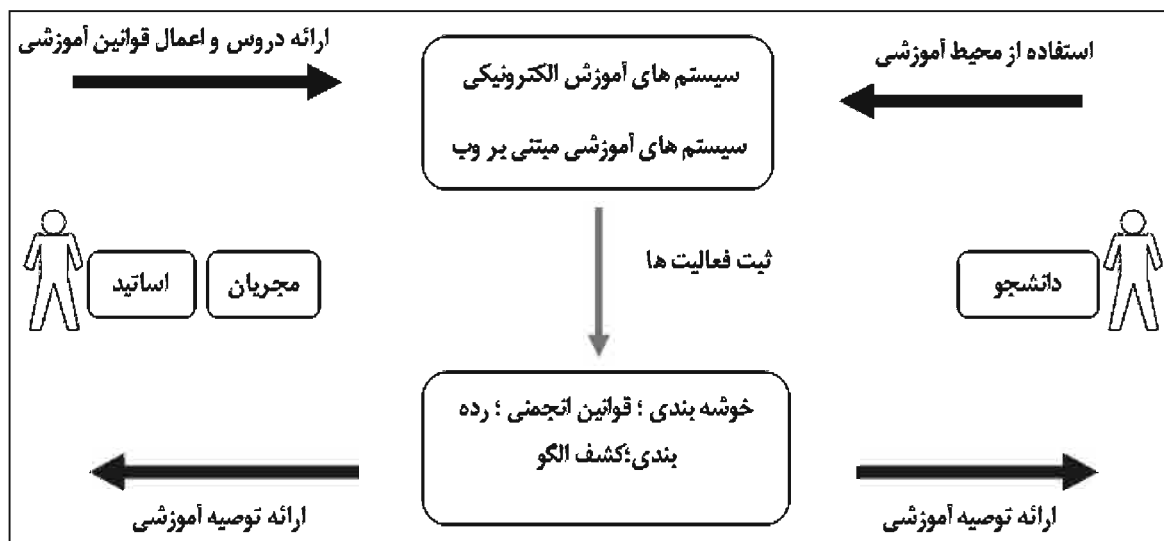 استفاده از محیط آموزشی
ارائه دروس و اعمال قوانین آموزشی
سیستم های آموزش الکترونیکی
سیستم های آموزشی مبتنی بر وب
ثبت فعالیت ها
دانشجو
مجریان
اساتید
خوشه بندی ؛ قوانین انجمنی ؛ رده
بندی؛کشف الگو
ارائه توصیه آموزشی
ارائه توصیه آموزشی